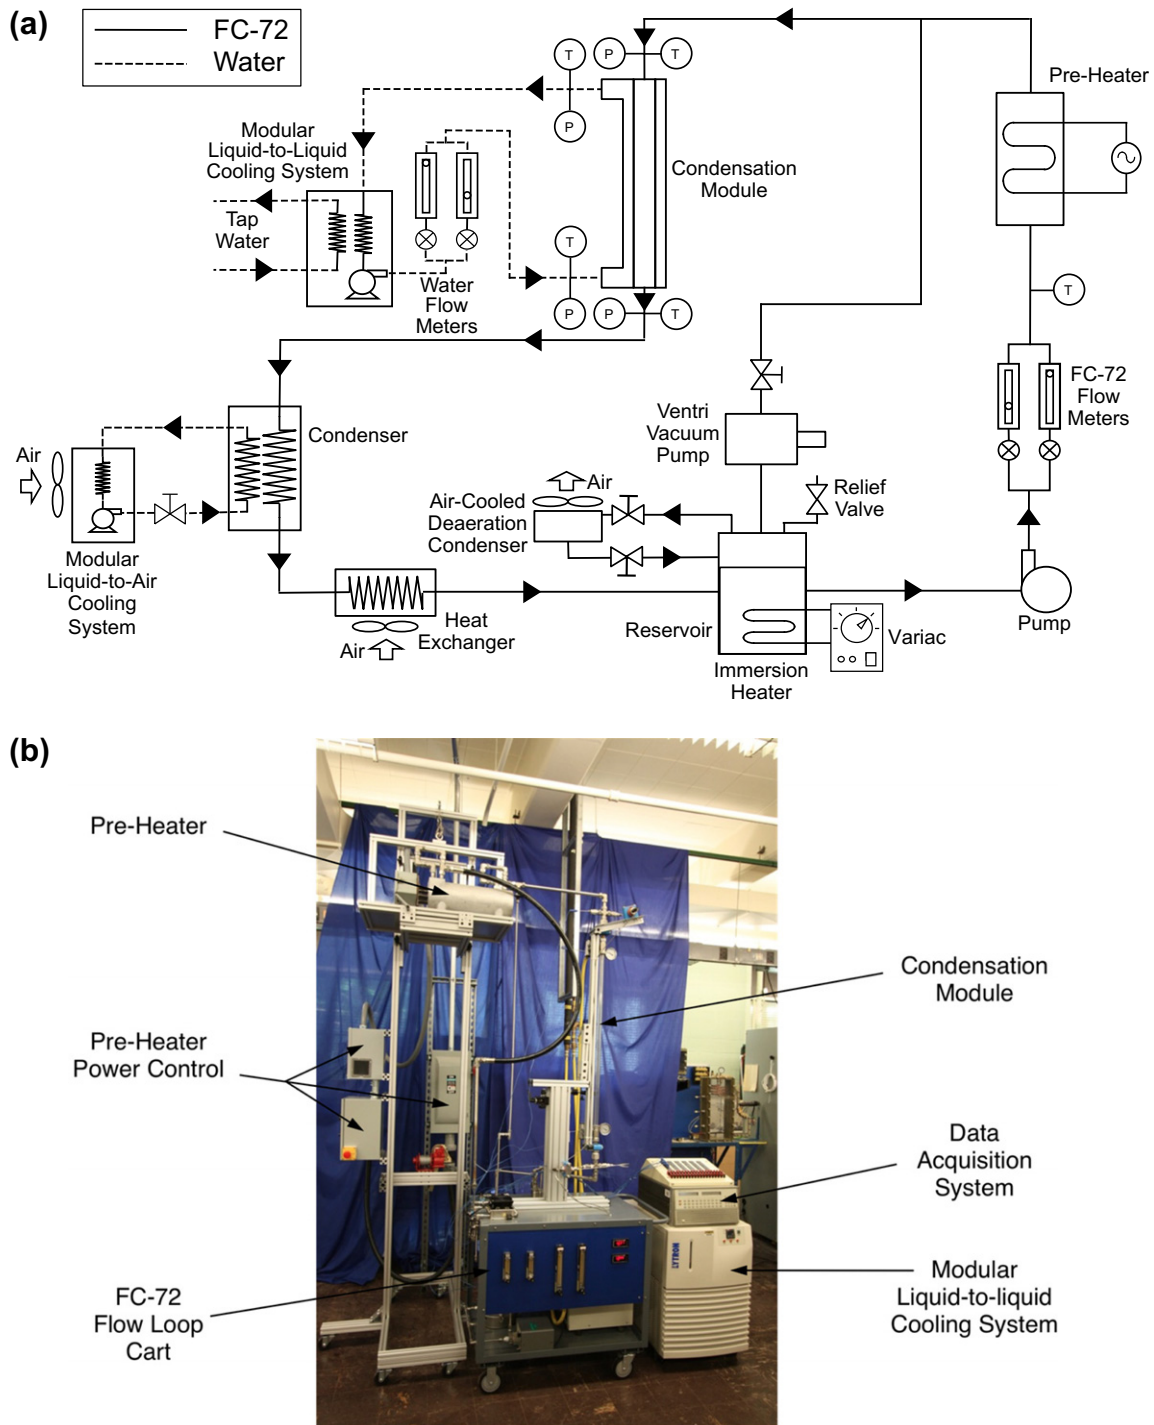 (a)
FC-72
Water
T
P
T
P
Pre-Heater
Modular
Liquid-to-Liquid
Cooling System
Condensation
Module
Tap
Water
T
P
Water
Flow
Meters
P
T
T
FC-72
Flow
Meters
Condenser
Ventri
Vacuum
Pump
Air
Air
Relief
Valve
Air-Cooled
Deaeration
Condenser
Modular
Liquid-to-Air
Cooling
System
Heat
Exchanger
Air
Reservoir
Variac
Pump
Immersion
Heater
(b)
Pre-Heater
Condensation
Module
Pre-Heater
Power Control
Data
Acquisition
System
LYTRON
Modular
Liquid-to-liquid
Cooling System
FC-72
Flow Loop
Cart